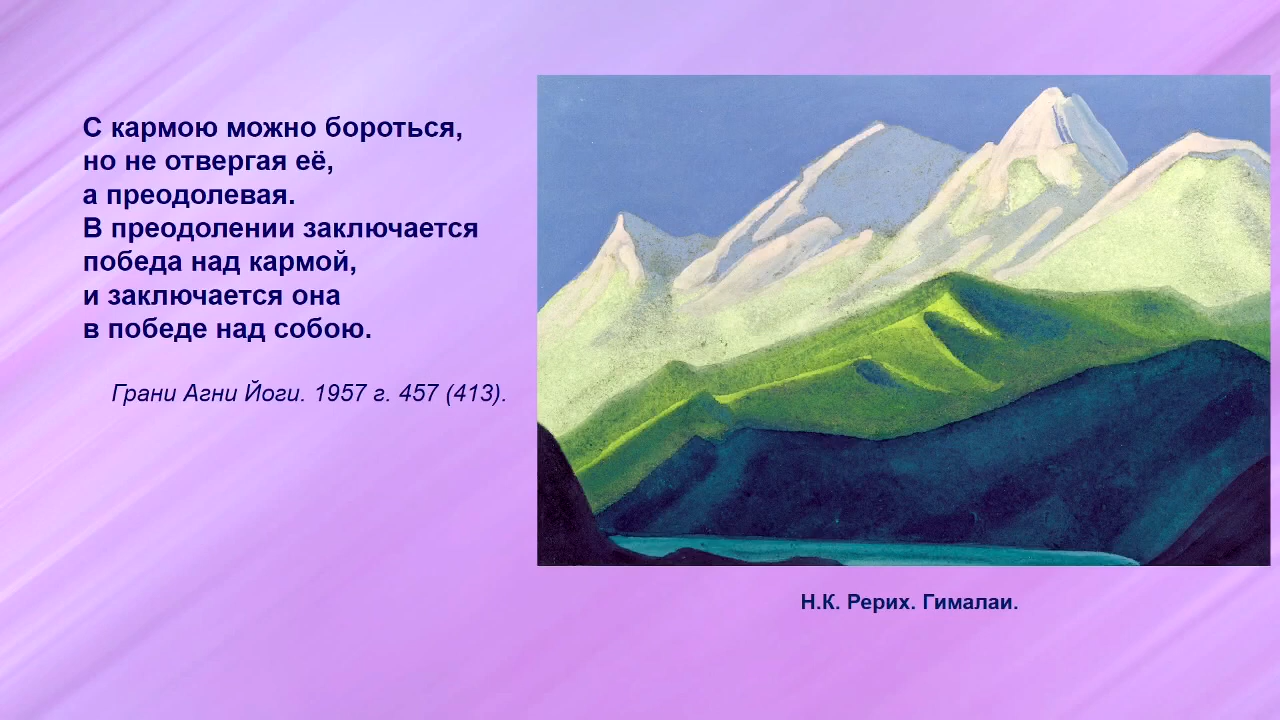 С кармою можно бороться,
но не отвергая её,
а преодолевая.
В преодолении заключается
победа над кармой,
и заключается она
в победе над собою.
Грани Агни Йоги. 1957 г. 457 (413).
Н.К. Рерих. Гималаи.